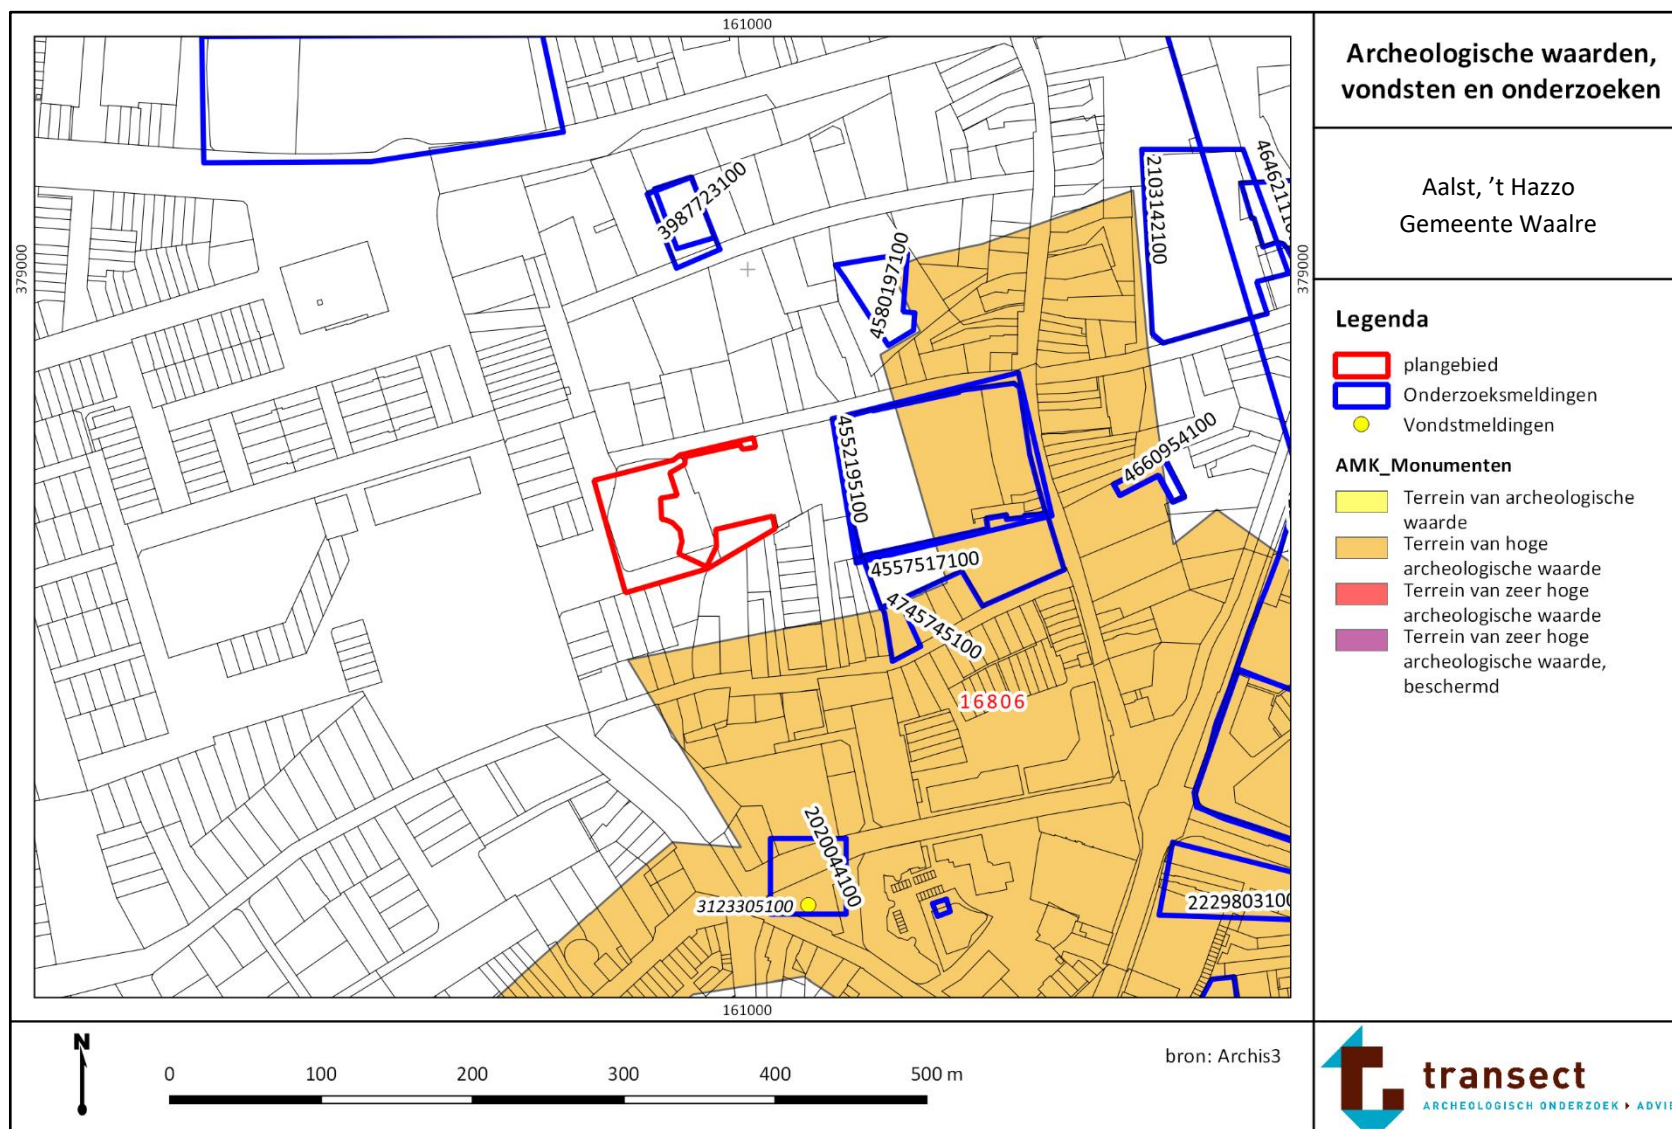 161000
379000
379000
3987723100
4580197100
2103142100
4552195100
4660954100
4557517100
4745745100
16806
2020044100
3123305100
2229803100
161000
Archeologische waarden,
vondsten en onderzoeken
Aalst, ’t Hazzo
Gemeente Waalre
Legenda
plangebied
Onderzoeksmeldingen
Vondstmeldingen
AMK_Monumenten
Terrein van archeologische
waarde
Terrein van hoge
archeologische waarde
Terrein van zeer hoge
archeologische waarde
Terrein van zeer hoge
archeologische waarde,
beschermd
N
0 100 200 300 400 500 m
bron: Archis3
transect
ARCHEOLOGISCH ONDERZOEK ▸ ADVIE